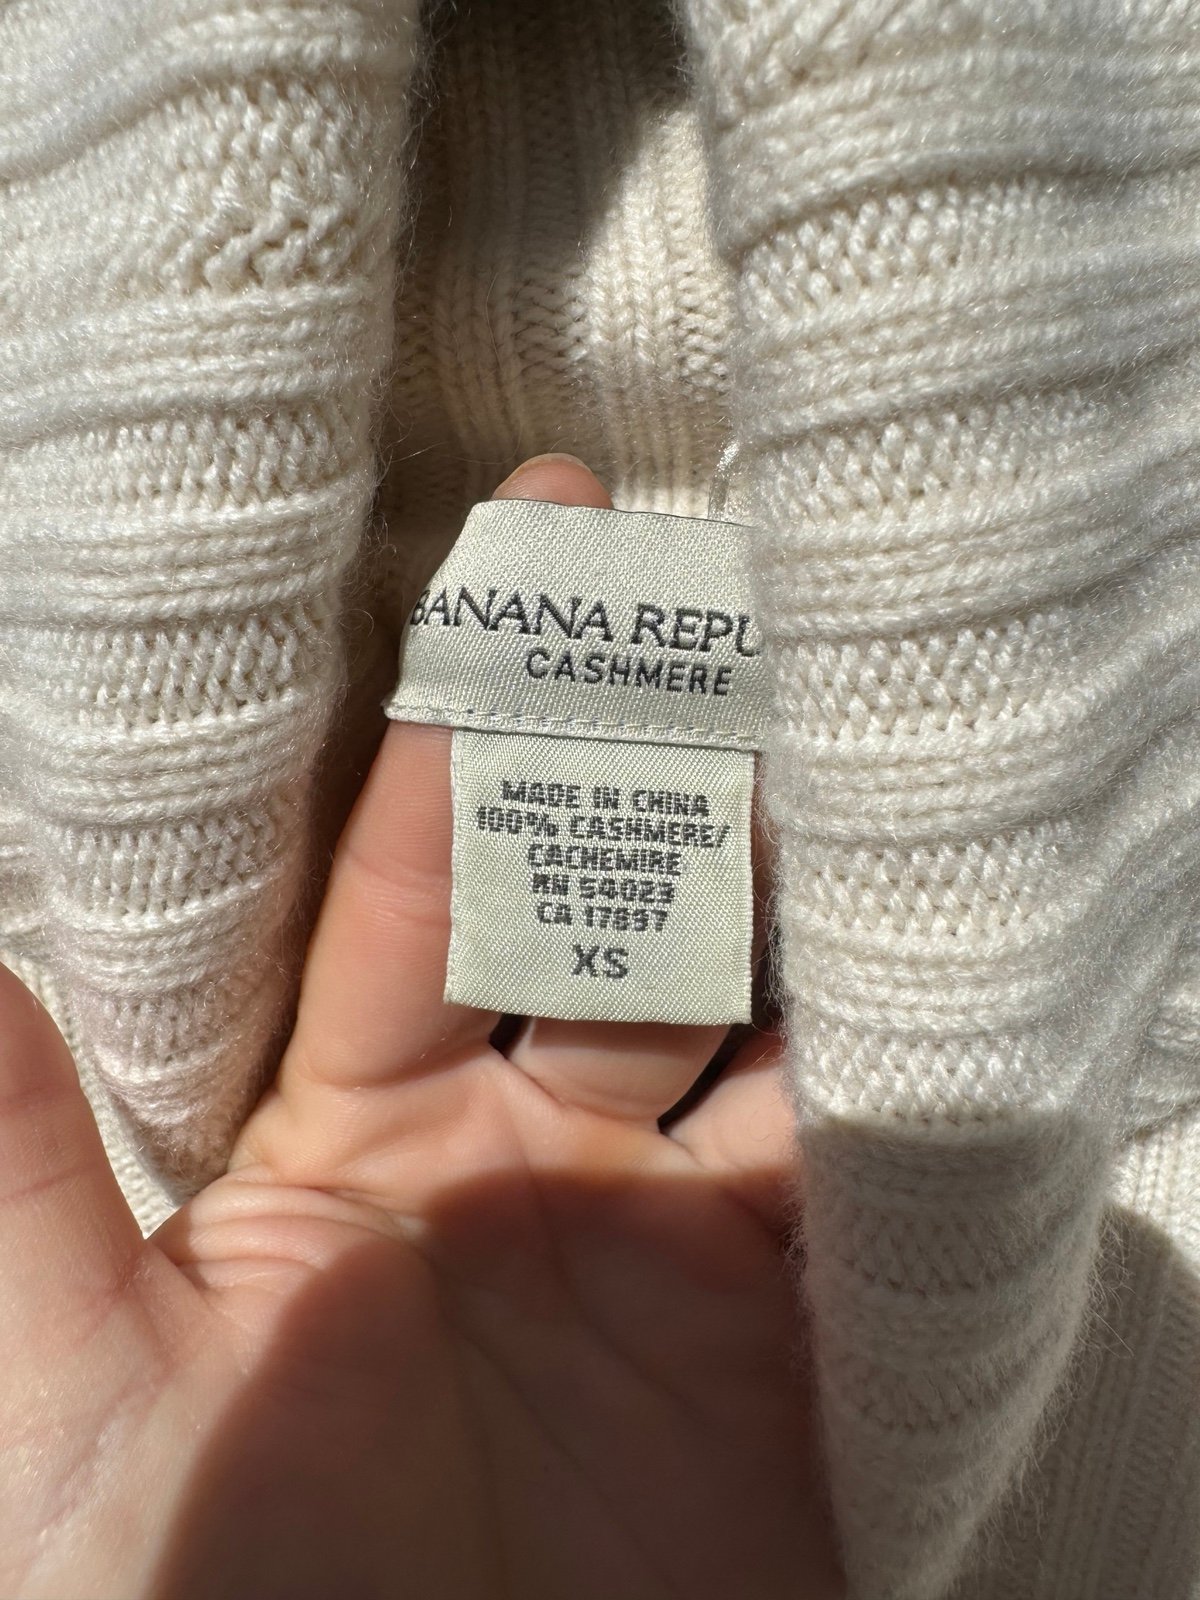 BANANA REPU
CASHMERE
MADE IN CHINA
100% CASHMERE/
CACHEMIRE
RN 54023
CA 17897
XS